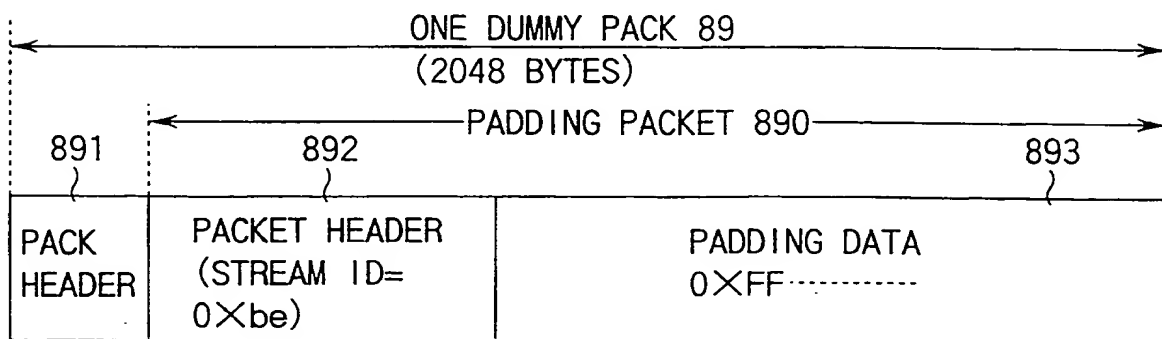 ONE DUMMY PACK 89
(2048 BYTES)
PADDING PACKET 890
891
892
893
PACK
HEADER
PACKET HEADER
(STREAM ID=
0×be)
PADDING DATA
0×FF------------